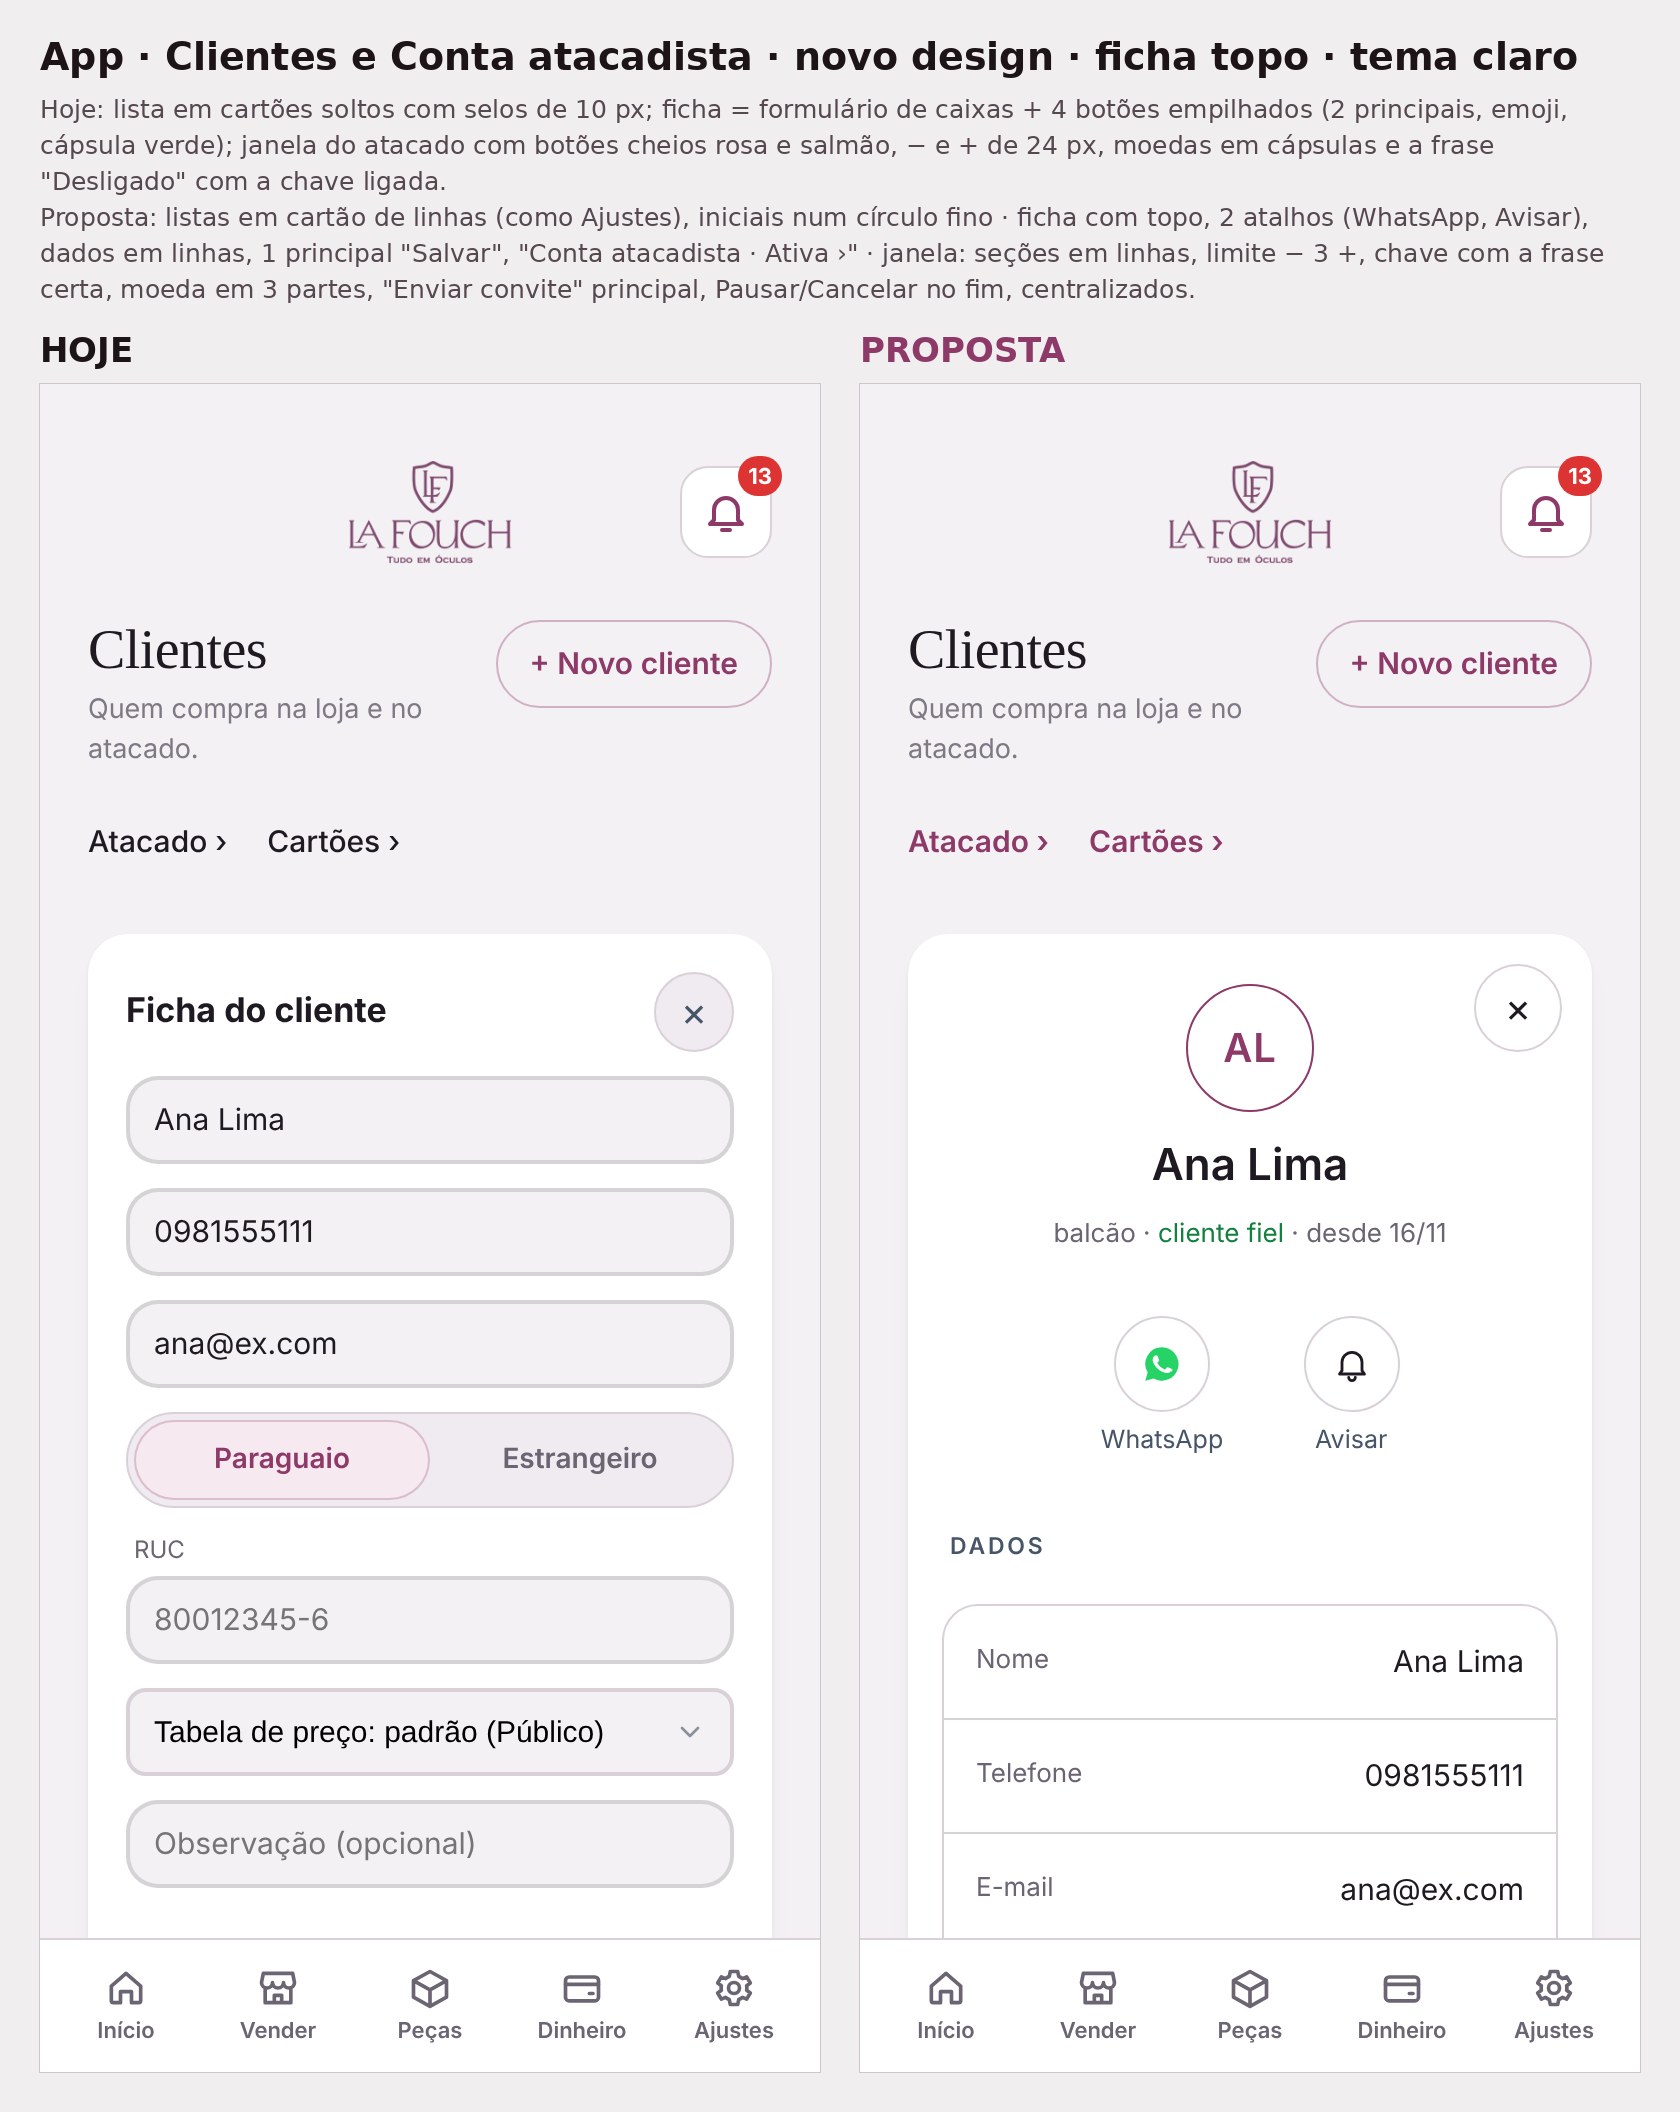 App · Clientes e Conta atacadista · novo design · ficha topo · tema claro
Hoje: lista em cartões soltos com selos de 10 px; ficha = formulário de caixas + 4 botões empilhados (2 principais, emoji,
cápsula verde); janela do atacado com botões cheios rosa e salmão, − e + de 24 px, moedas em cápsulas e a frase
"Desligado" com a chave ligada.
Proposta: listas em cartão de linhas (como Ajustes), iniciais num círculo fino · ficha com topo, 2 atalhos (WhatsApp, Avisar),
dados em linhas, 1 principal "Salvar", "Conta atacadista · Ativa ›" · janela: seções em linhas, limite − 3 +, chave com a frase
certa, moeda em 3 partes, "Enviar convite" principal, Pausar/Cancelar no fim, centralizados.
HOJE
LF
LA FOUCH
TUDO EM ÓCULOS
13
Clientes
+ Novo cliente
Quem compra na loja e no
atacado.
Atacado › Cartões ›
Ficha do cliente
×
Ana Lima
0981555111
ana@ex.com
Paraguaio Estrangeiro
RUC
80012345-6
Tabela de preço: padrão (Público)
Observação (opcional)
Início Vender Peças Dinheiro Ajustes
PROPOSTA
LF
LA FOUCH
TUDO EM ÓCULOS
13
Clientes
+ Novo cliente
Quem compra na loja e no
atacado.
Atacado › Cartões ›
×
AL
Ana Lima
balcão · cliente fiel · desde 16/11
WhatsApp Avisar
DADOS
Nome Ana Lima
Telefone 0981555111
E-mail ana@ex.com
Início Vender Peças Dinheiro Ajustes